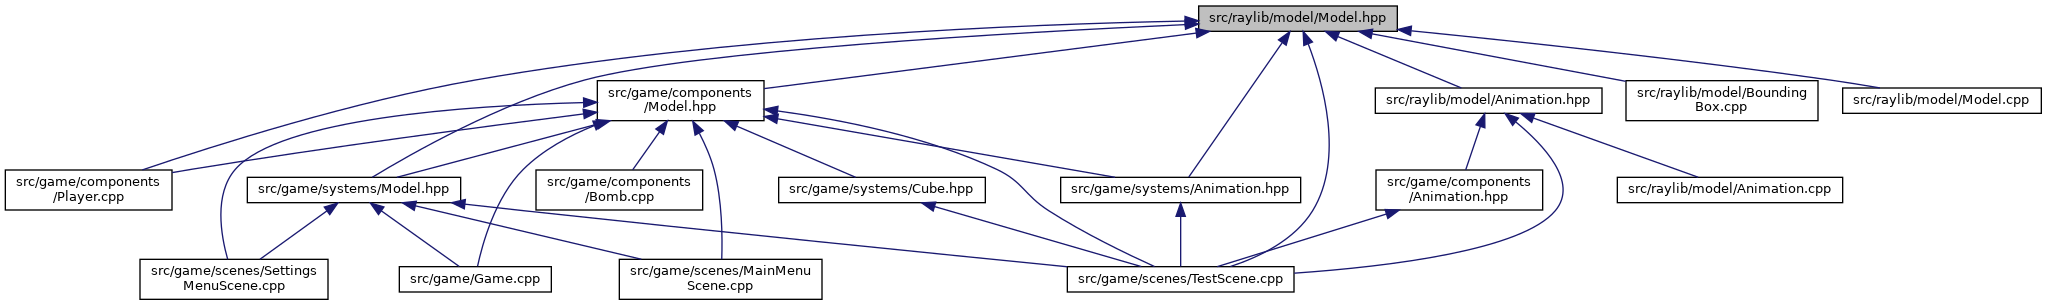 src/raylib/model/Model.hpp
src/game/components
/Model.hpp
src/raylib/model/Animation.hpp
src/raylib/model/Bounding
Box.cpp
src/raylib/model/Model.cpp
src/game/components
/Player.cpp
src/game/systems/Model.hpp
src/game/components
/Bomb.cpp
src/game/systems/Cube.hpp
src/game/systems/Animation.hpp
src/game/components
/Animation.hpp
src/raylib/model/Animation.cpp
src/game/scenes/Settings
MenuScene.cpp
src/game/Game.cpp
src/game/scenes/MainMenu
Scene.cpp
src/game/scenes/TestScene.cpp